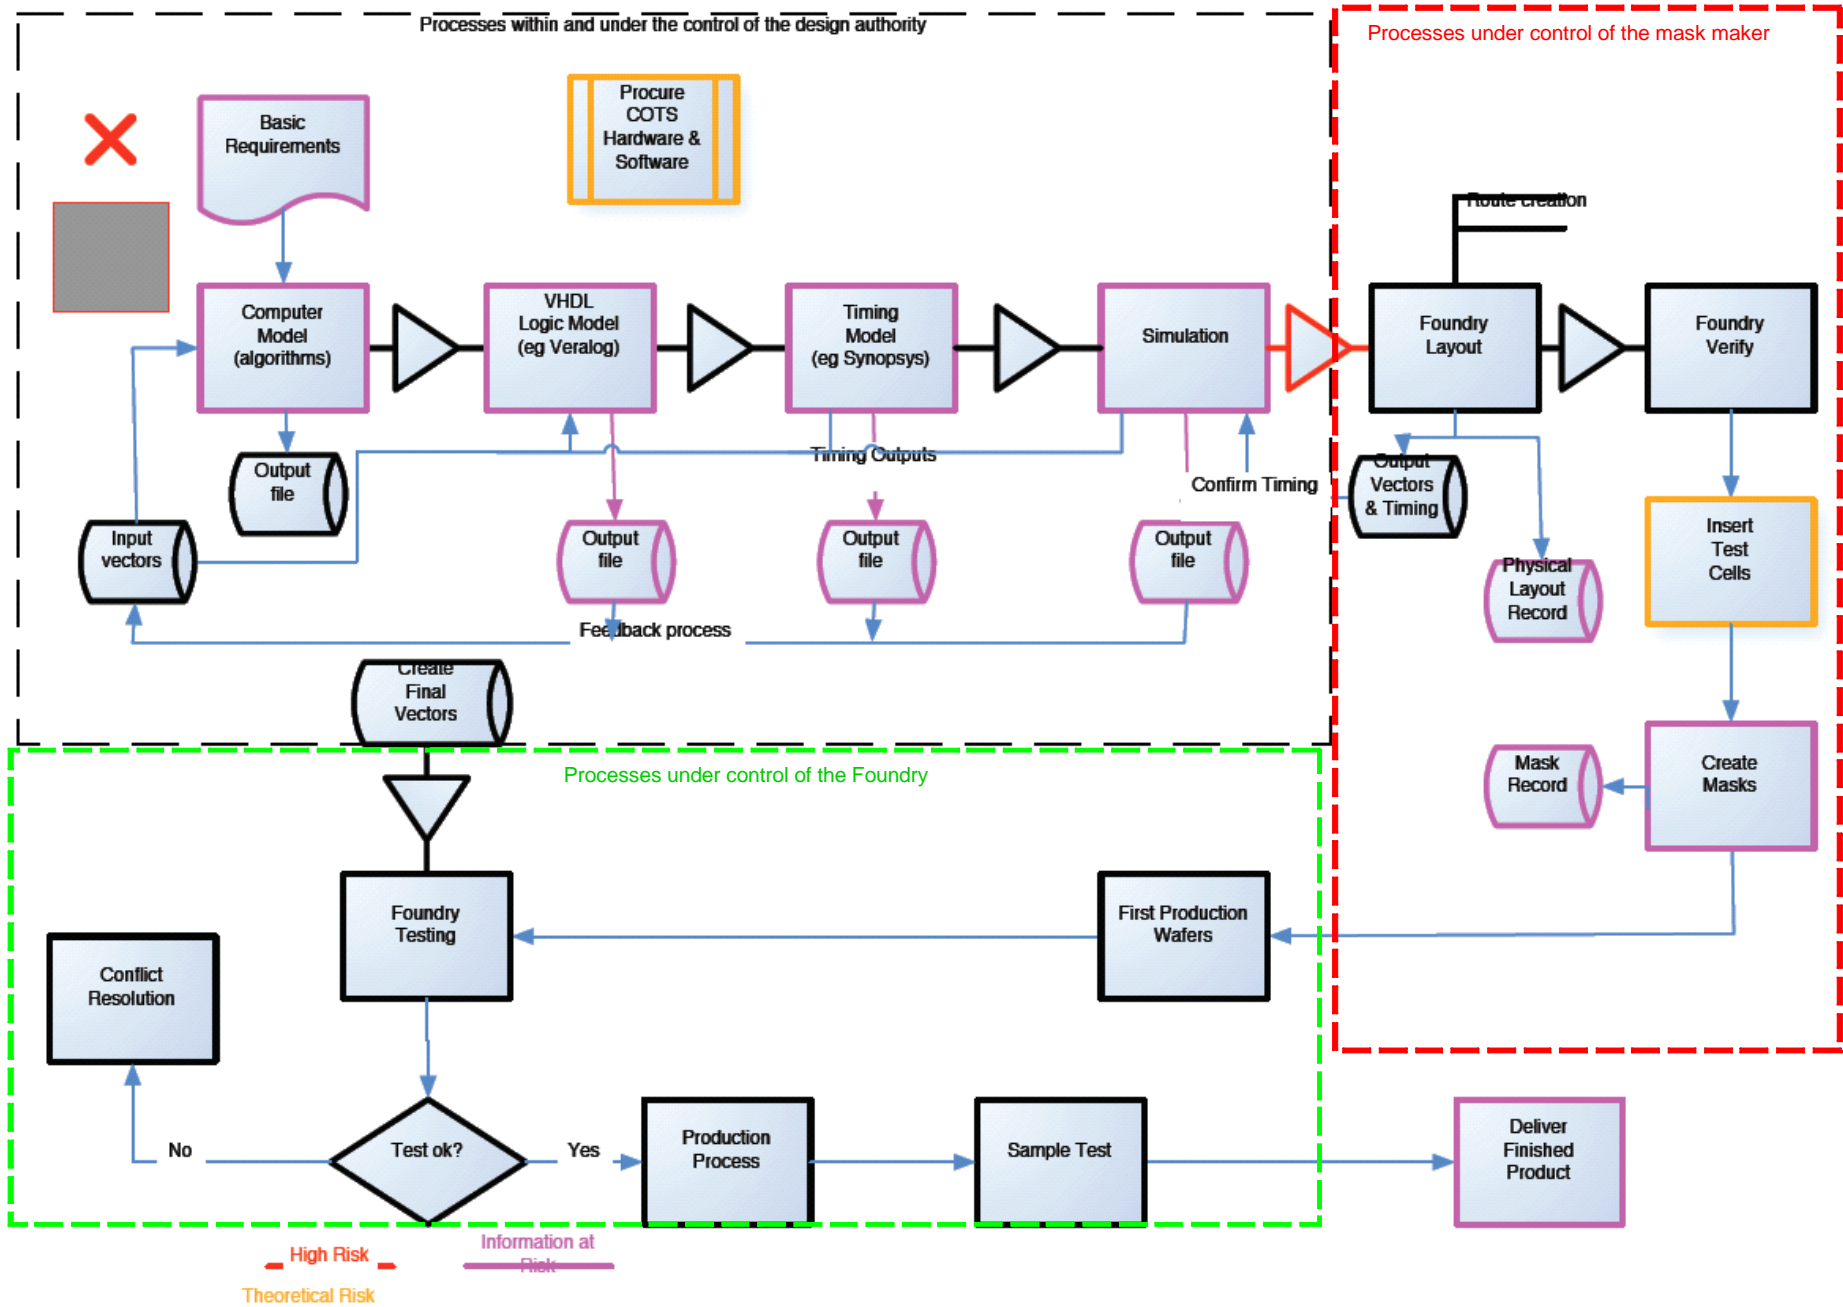 Processes within and under the control of the design authority
Processes under control of the mask maker
Basic
Requirements
Procure
COTS
Hardware &
Software
Route creation
Computer
Model
(algorithms)
VHDL
Logic Model
(eg Veralog)
Timing
Model
(eg Synopsys)
Simulation
Foundry
Layout
Foundry
Verify
Timing Outputs
Confirm Timing
Output
file
Output
Vectors
& Timing
Input
vectors
Output
file
Output
file
Output
file
Physical
Layout
Record
Insert
Test
Cells
Feedback process
Create
Final
Vectors
Processes under control of the Foundry
Mask
Record
Create
Masks
Foundry
Testing
First Production
Wafers
Conflict
Resolution
No
Test ok?
Yes
Production
Process
Sample Test
Deliver
Finished
Product
High Risk
Information at
Risk
Theoretical Risk